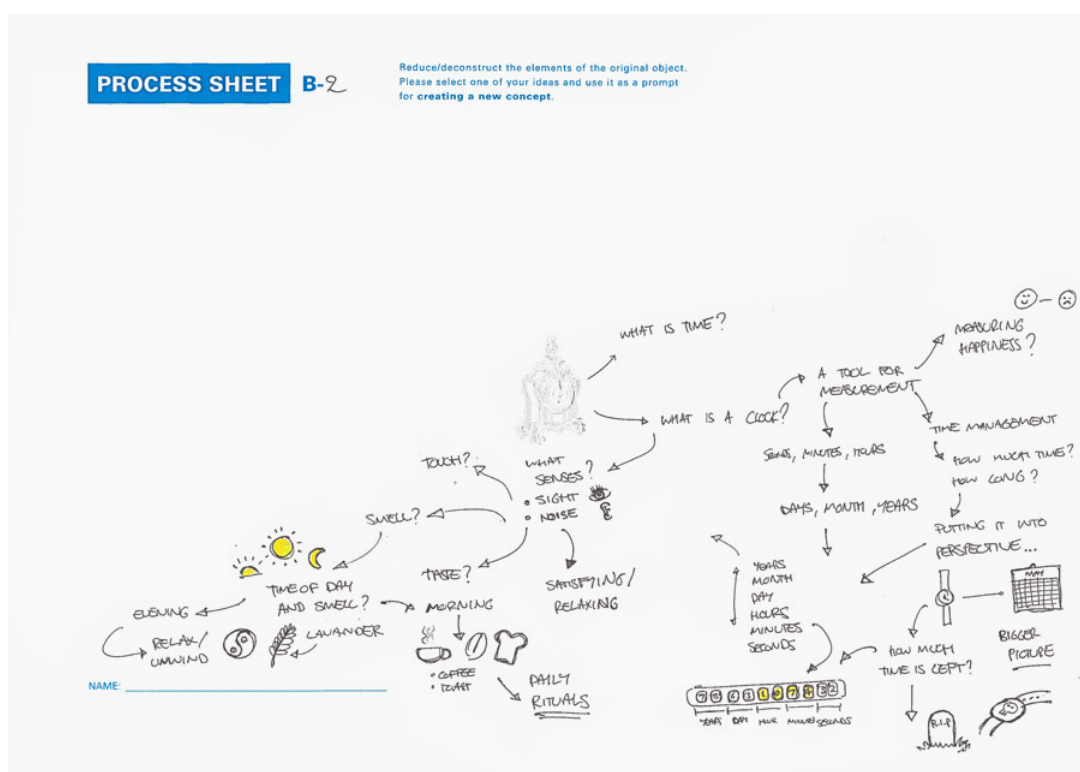 PROCESS SHEET B-2
Reduce/deconstruct the elements of the original object.
Please select one of your ideas and use it as a prompt
for creating a new concept.
WHAT IS TIME?
MEASURING
HAPPINESS?
A TOOL FOR
MEASUREMENT
WHAT IS A CLOCK?
TIME MANAGEMENT
HOW MUCH TIME?
HOW LONG?
MINUTES, HOURS
DAYS, MONTH, YEARS
PUTTING IT INTO
PERSPECTIVE...
TOUCH?
WHAT
SENSES?
• SIGHT
• NOISE
SMELL?
TASTE?
SATISFYING/
RELAXING
TIME OF DAY
AND SMELL?
EVENING
RELAX/
UNWIND
LAVANDER
MORNING
• COFFEE
• TOAST
DAILY
RITUALS
YEARS
MONTH
DAY
HOURS
MINUTES
SECONDS
MAY
BIGGER
PICTURE
HOW MUCH
TIME IS LEFT?
YEARS DAYS HOUR MINUTES SECONDS
R.I.P
NAME: